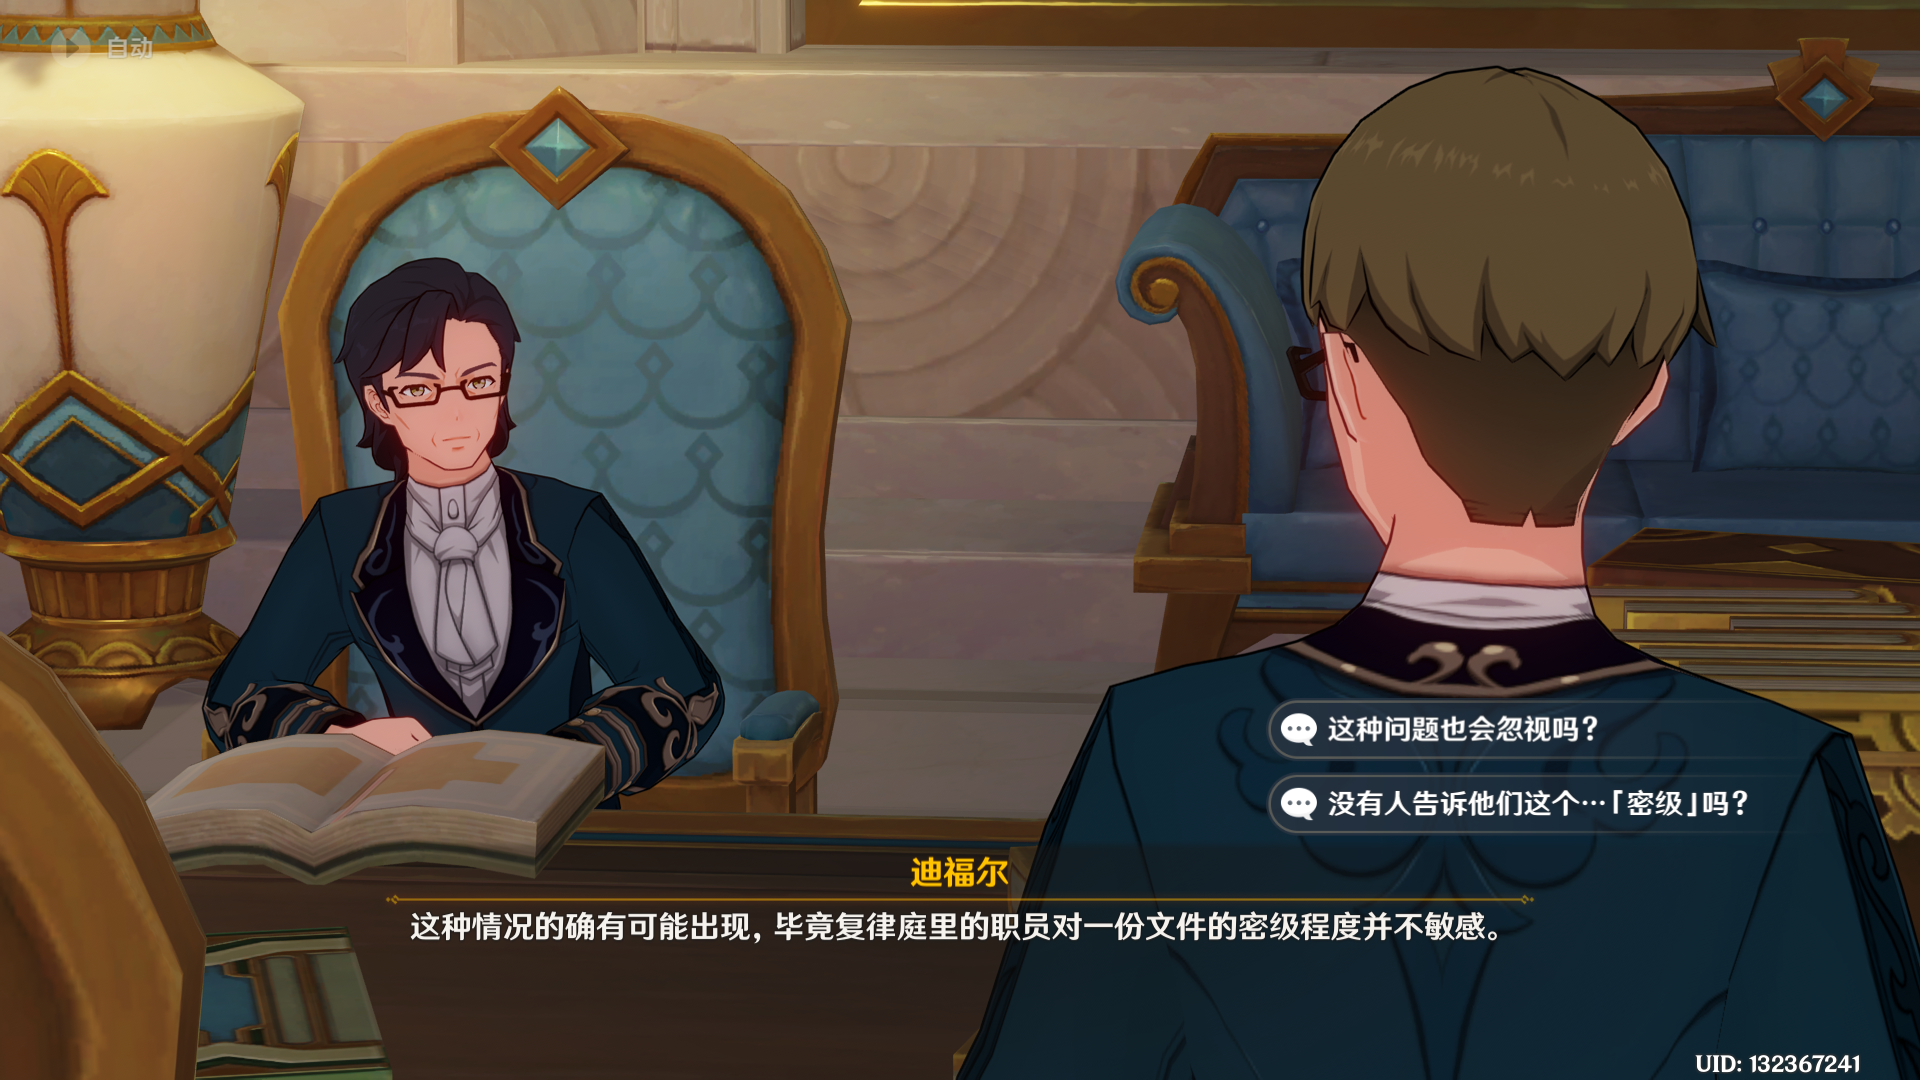 自动
这种问题也会忽视吗？
没有人告诉他们这个…「密级」吗？
迪福尔
这种情况的确有可能出现，毕竟复律庭里的职员对一份文件的密级程度并不敏感。
UID: 132367241